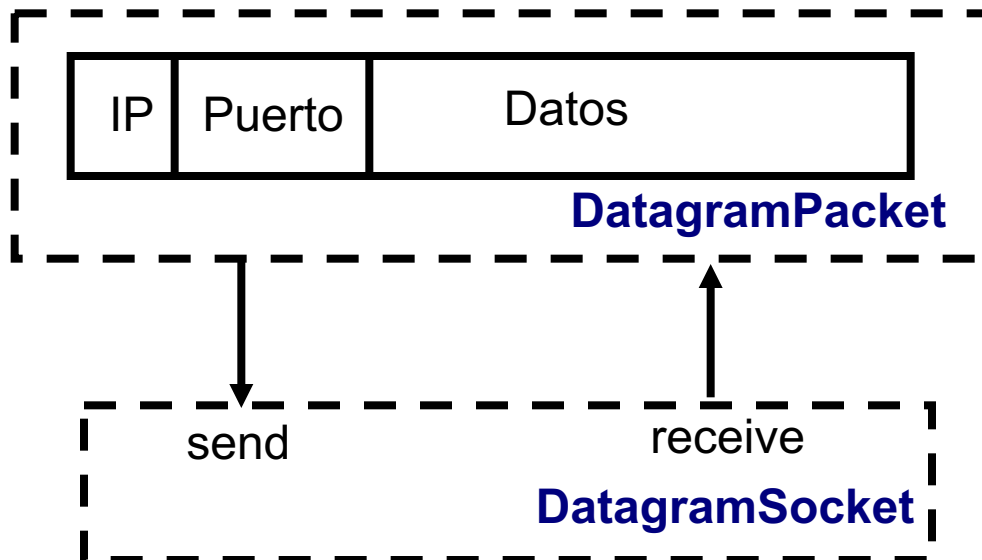 IP Puerto Datos
DatagramPacket
send receive
DatagramSocket